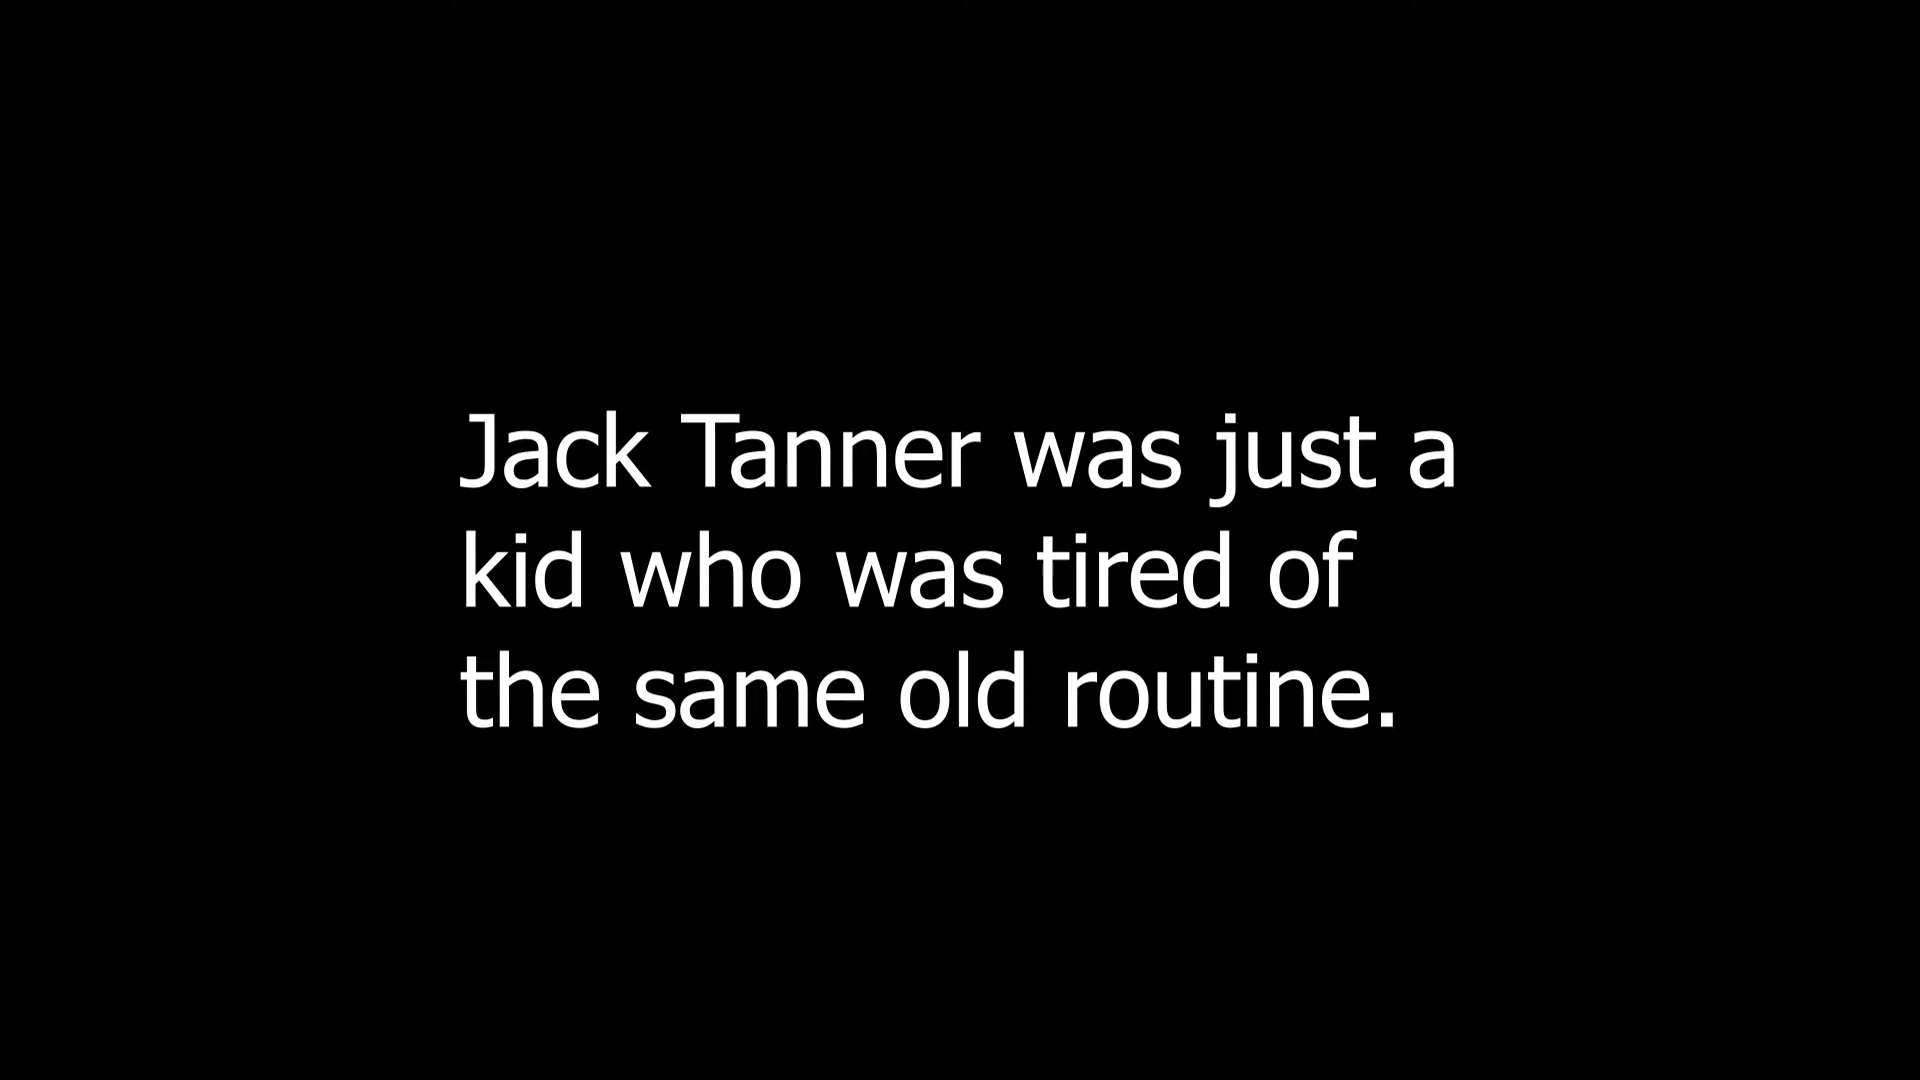 Jack Tanner was just a
kid who was tired of
the same old routine.